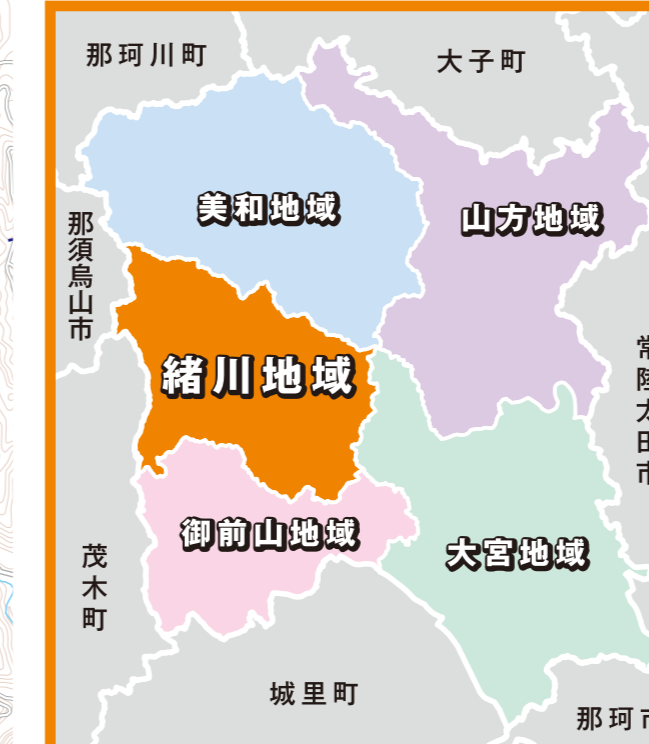 那珂川町
大子町
美和地域
山方地域
那須烏山市
緒川地域
常陸太田市
御前山地域
大宮地域
茂木町
城里町
那珂市